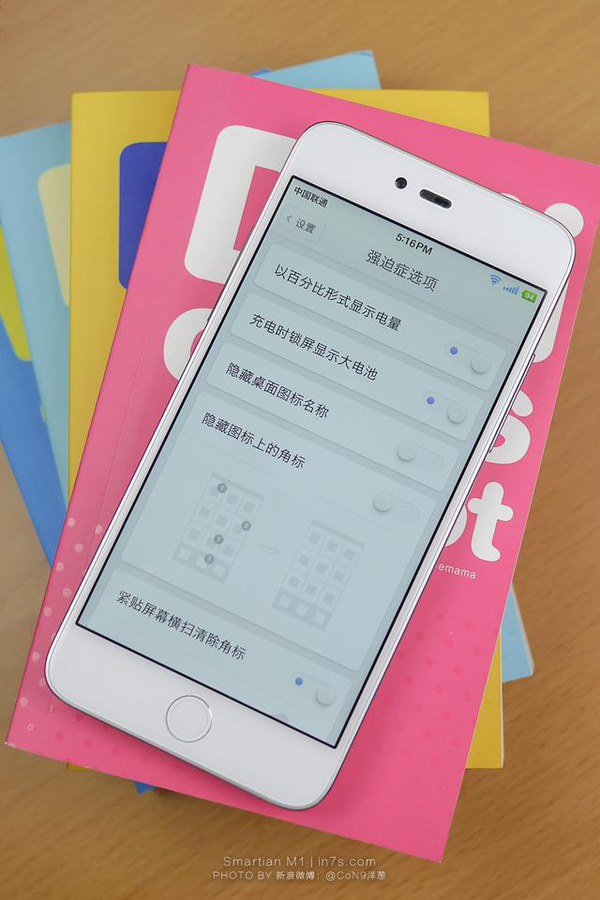 中国联通
5:16PM
94
设置
强迫症选项
以百分比形式显示电量
充电时锁屏显示大电池
隐藏桌面图标名称
隐藏图标上的角标
紧贴屏幕横扫清除角标
emama
Smartian M1 | in7s.com
PHOTO BY 新浪微博：@CoN9洋葱